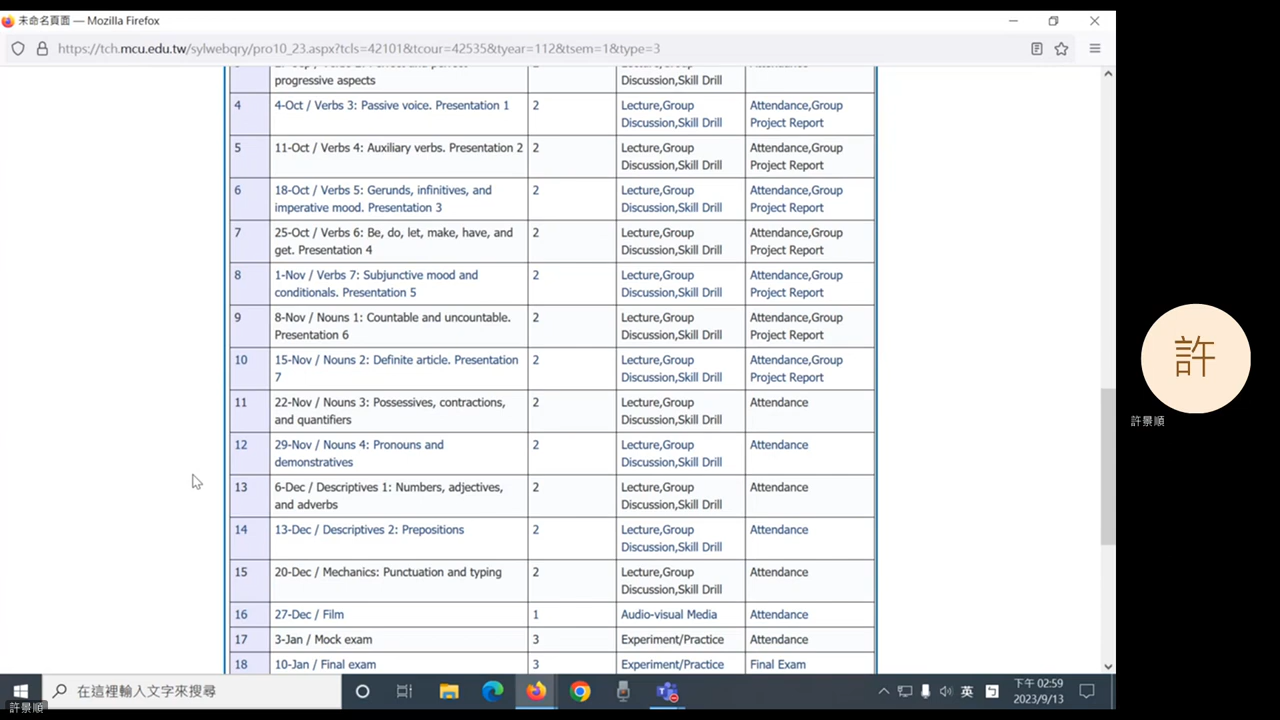 未命名頁面 — Mozilla Firefox
https://tch.mcu.edu.tw/sylwebqry/pro10_23.aspx?tcls=42101&tcour=42535&tyear=112&tsem=1&type=3
progressive aspects
Discussion,Skill Drill
4 4-Oct / Verbs 3: Passive voice. Presentation 1 2 Lecture,Group Attendance,Group
Discussion,Skill Drill Project Report
5 11-Oct / Verbs 4: Auxiliary verbs. Presentation 2 2 Lecture,Group Attendance,Group
Discussion,Skill Drill Project Report
6 18-Oct / Verbs 5: Gerunds, infinitives, and 2 Lecture,Group Attendance,Group
imperative mood. Presentation 3 Discussion,Skill Drill Project Report
7 25-Oct / Verbs 6: Be, do, let, make, have, and 2 Lecture,Group Attendance,Group
get. Presentation 4 Discussion,Skill Drill Project Report
8 1-Nov / Verbs 7: Subjunctive mood and 2 Lecture,Group Attendance,Group
conditionals. Presentation 5 Discussion,Skill Drill Project Report
9 8-Nov / Nouns 1: Countable and uncountable. 2 Lecture,Group Attendance,Group
Presentation 6 Discussion,Skill Drill Project Report
10 15-Nov / Nouns 2: Definite article. Presentation 2 Lecture,Group Attendance,Group
7 Discussion,Skill Drill Project Report
11 22-Nov / Nouns 3: Possessives, contractions, 2 Lecture,Group Attendance
and quantifiers Discussion,Skill Drill
12 29-Nov / Nouns 4: Pronouns and 2 Lecture,Group Attendance
demonstratives Discussion,Skill Drill
13 6-Dec / Descriptives 1: Numbers, adjectives, 2 Lecture,Group Attendance
and adverbs Discussion,Skill Drill
14 13-Dec / Descriptives 2: Prepositions 2 Lecture,Group Attendance
Discussion,Skill Drill
15 20-Dec / Mechanics: Punctuation and typing 2 Lecture,Group Attendance
Discussion,Skill Drill
16 27-Dec / Film 1 Audio-visual Media Attendance
17 3-Jan / Mock exam 3 Experiment/Practice Attendance
18 10-Jan / Final exam 3 Experiment/Practice Final Exam
許
許景順
在這裡輸入文字來搜尋
英
下午 02:59
2023/9/13
許景順